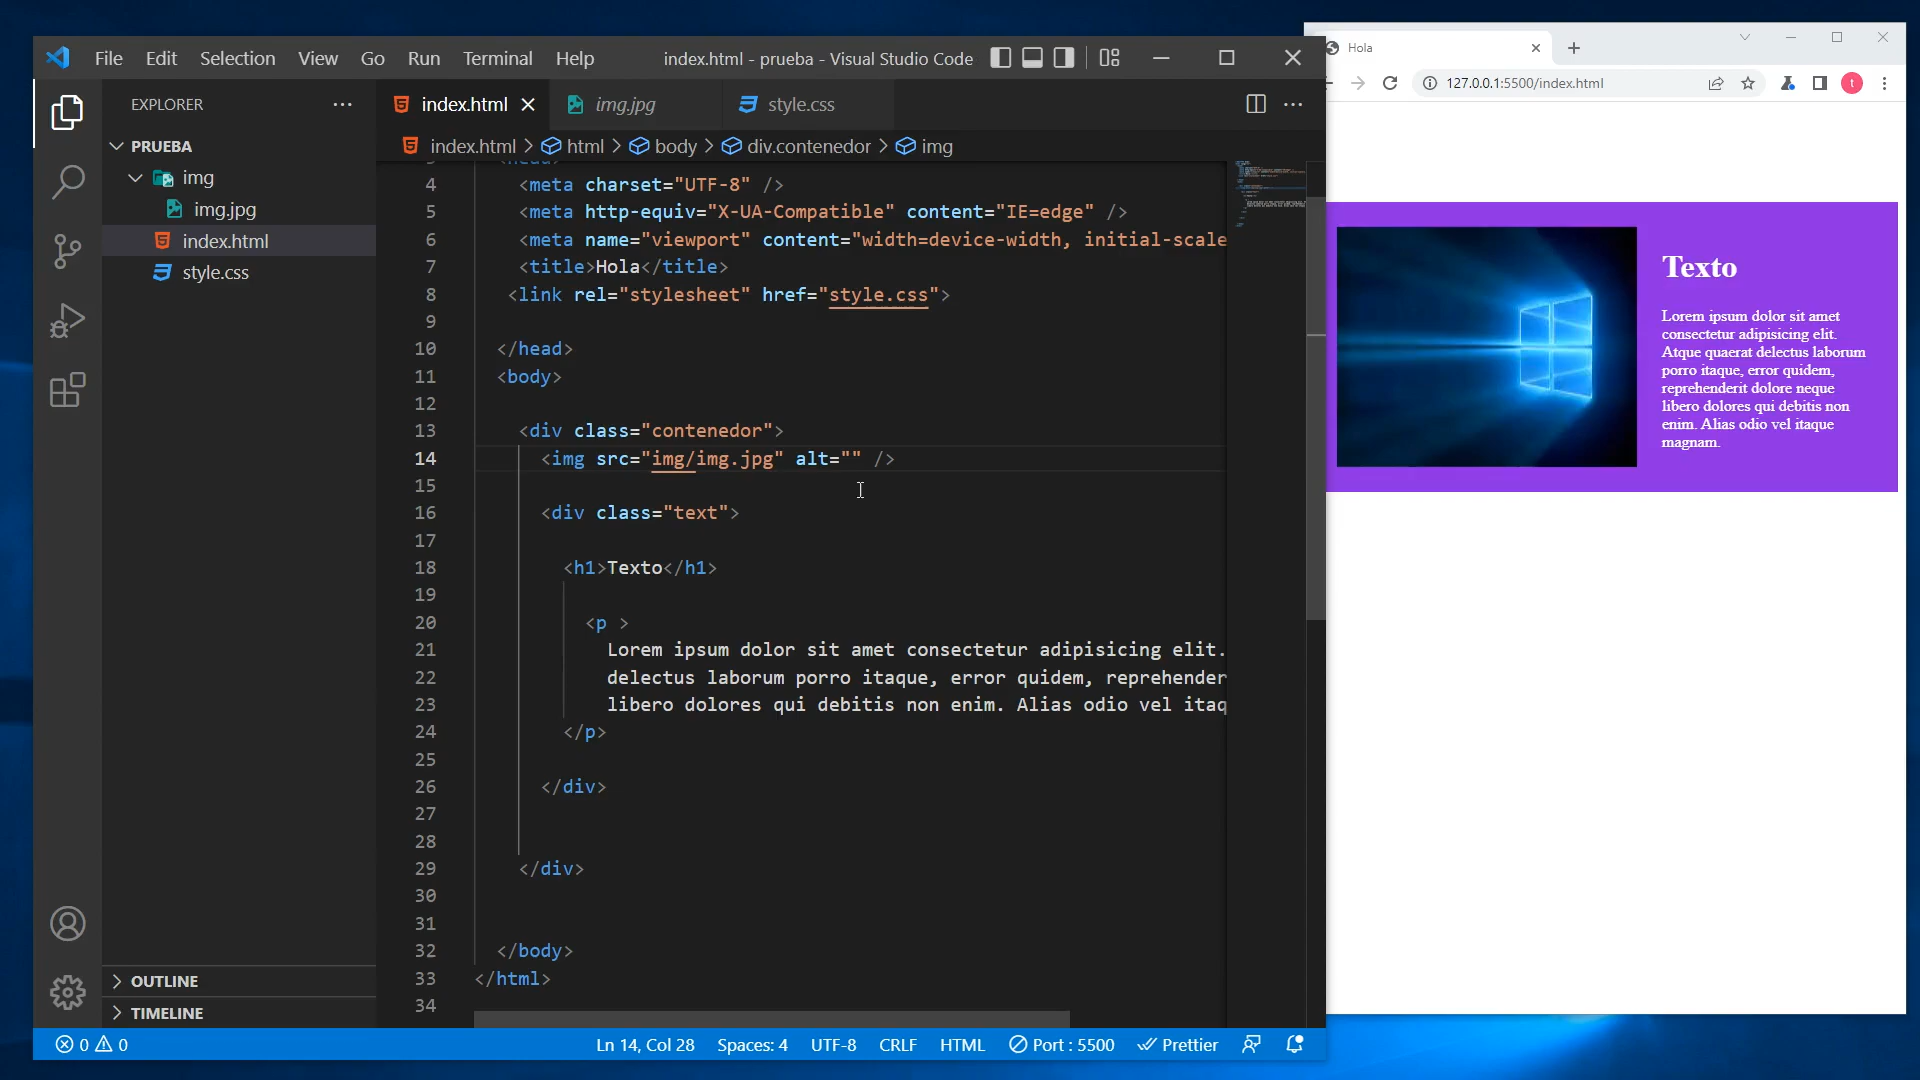 File Edit Selection View Go Run Terminal Help index.html - prueba - Visual Studio Code
EXPLORER
PRUEBA
img
img.jpg
index.html
style.css
OUTLINE
TIMELINE
index.html img.jpg style.css
index.html > html > body > div.contenedor > img
4 <meta charset="UTF-8" />
5 <meta http-equiv="X-UA-Compatible" content="IE=edge" />
6 <meta name="viewport" content="width=device-width, initial-scale
7 <title>Hola</title>
8 <link rel="stylesheet" href="style.css">
9
10 </head>
11 <body>
12
13 <div class="contenedor">
14 <img src="img/img.jpg" alt="" />
15
16 <div class="text">
17
18 <h1>Texto</h1>
19
20 <p >
21 Lorem ipsum dolor sit amet consectetur adipisicing elit.
22 delectus laborum porro itaque, error quidem, reprehender
23 libero dolores qui debitis non enim. Alias odio vel itaq
24 </p>
25
26 </div>
27
28
29 </div>
30
31
32 </body>
33 </html>
34
0 0 Ln 14, Col 28 Spaces: 4 UTF-8 CRLF HTML Port : 5500 Prettier
Hola
127.0.0.1:5500/index.html
t
Texto
Lorem ipsum dolor sit amet
consectetur adipisicing elit.
Atque quaerat delectus laborum
porro itaque, error quidem,
reprehenderit dolore neque
libero dolores qui debitis non
enim. Alias odio vel itaque
magnam.